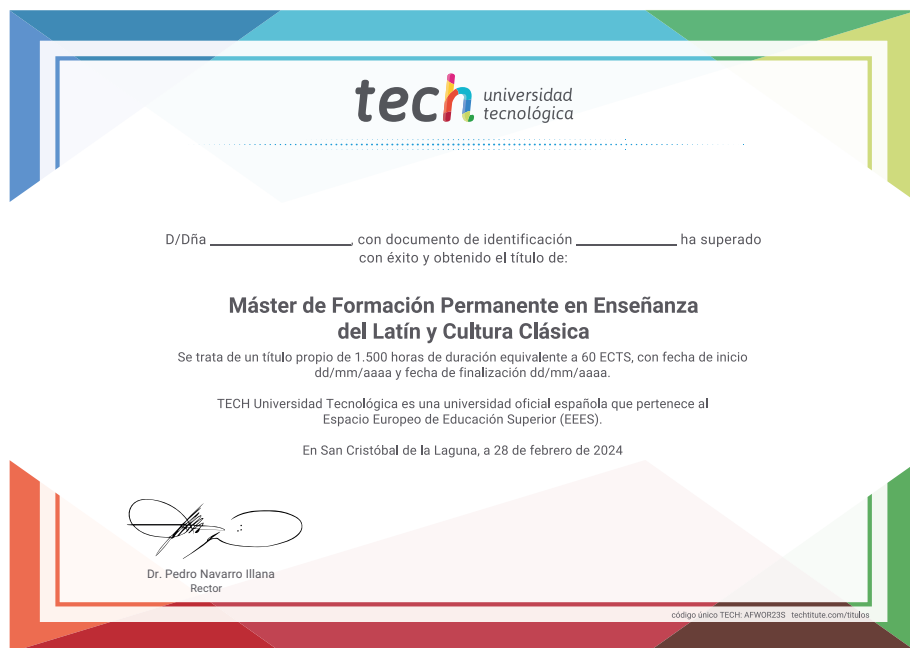 tech universidad
tecnológica
D/Dña ____________________, con documento de identificación ______________ ha superado
con éxito y obtenido el título de:
Máster de Formación Permanente en Enseñanza
del Latín y Cultura Clásica
Se trata de un título propio de 1.500 horas de duración equivalente a 60 ECTS, con fecha de inicio
dd/mm/aaaa y fecha de finalización dd/mm/aaaa.
TECH Universidad Tecnológica es una universidad oficial española que pertenece al
Espacio Europeo de Educación Superior (EEES).
En San Cristóbal de la Laguna, a 28 de febrero de 2024
Dr. Pedro Navarro Illana
Rector
código único TECH: AFWOR23S techtitute.com/titulos